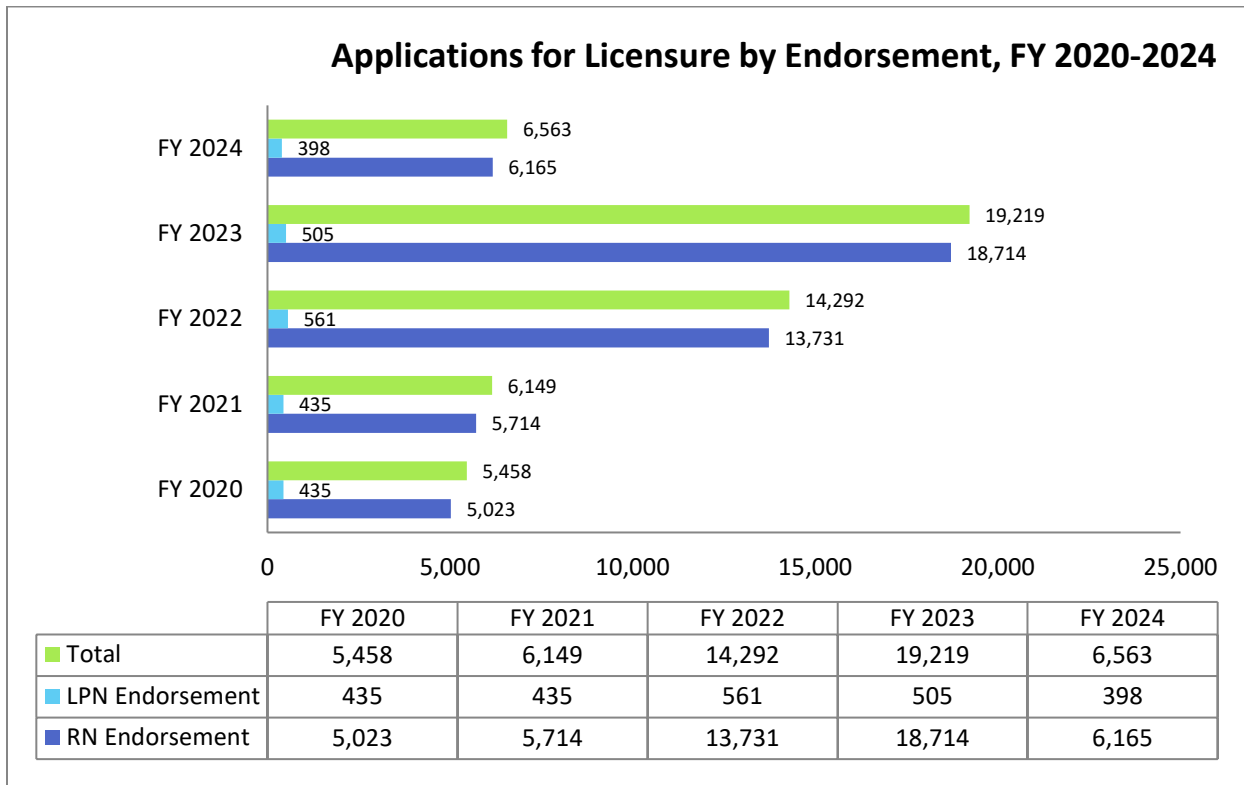 Applications for Licensure by Endorsement, FY 2020-2024
FY 2024
6,563
398
6,165
FY 2023
19,219
505
18,714
FY 2022
14,292
561
13,731
FY 2021
6,149
435
5,714
FY 2020
5,458
435
5,023
0 5,000 10,000 15,000 20,000 25,000
FY 2020 FY 2021 FY 2022 FY 2023 FY 2024
Total 5,458 6,149 14,292 19,219 6,563
LPN Endorsement 435 435 561 505 398
RN Endorsement 5,023 5,714 13,731 18,714 6,165